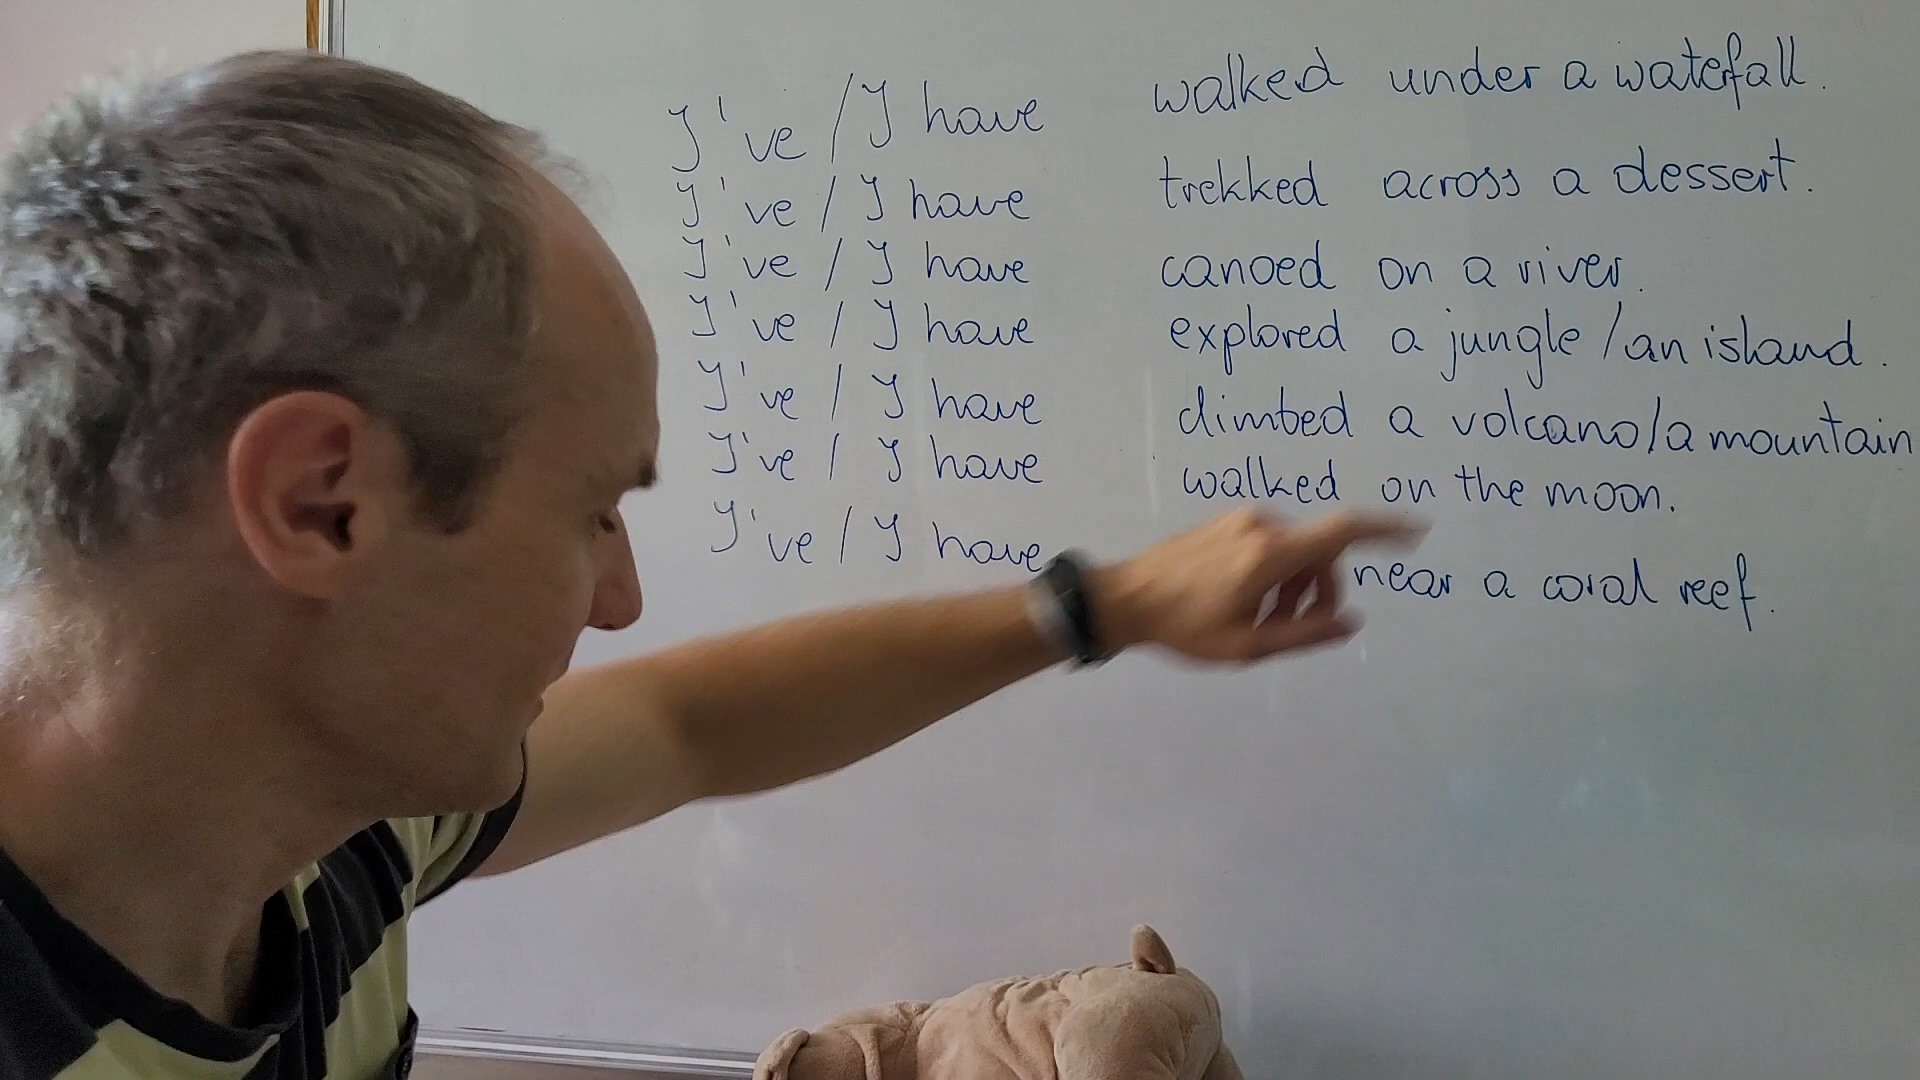 I've / I have walked under a waterfall.
I've / I have trekked across a dessert.
I've / I have canoed on a river.
I've / I have explored a jungle / an island.
I've / I have climbed a volcano / a mountain
I've / I have walked on the moon.
I've / I have near a coral reef.